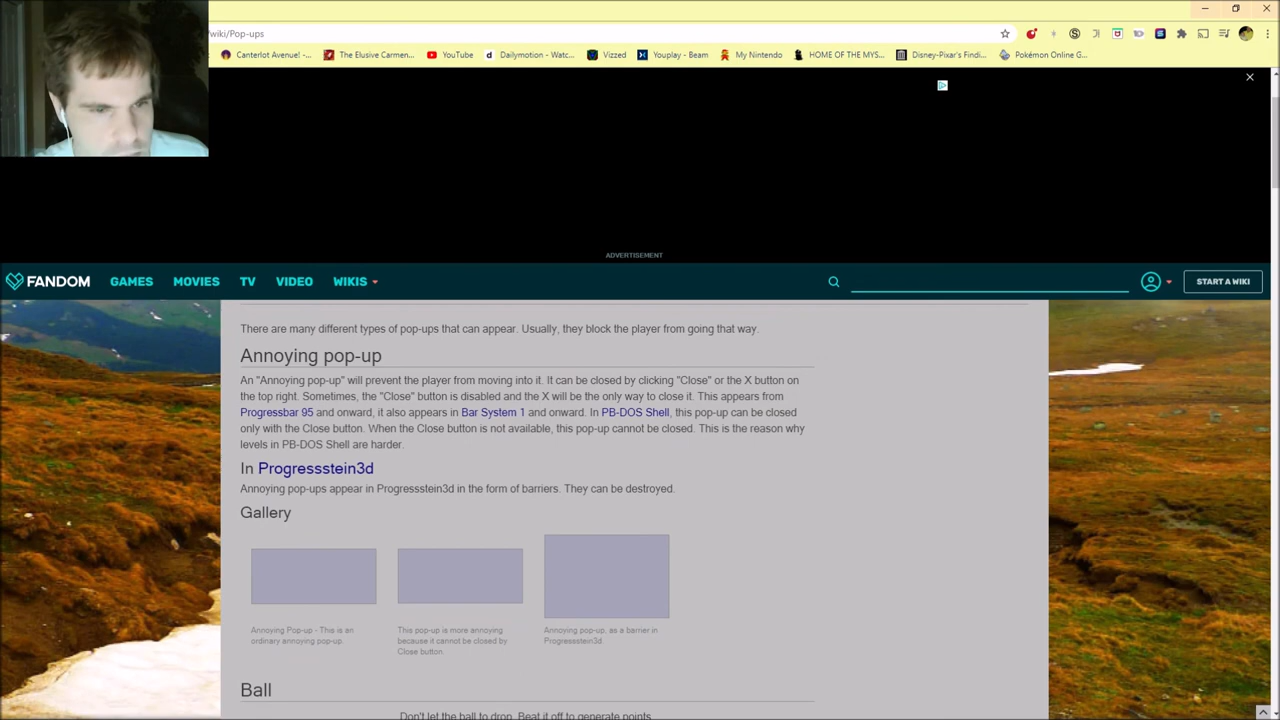 /wiki/Pop-ups
Canterlot Avenue! -...
The Elusive Carmen...
YouTube
Dailymotion - Watc...
Vizzed
Youplay - Beam
My Nintendo
HOME OF THE MYS...
Disney-Pixar's Findi...
Pokémon Online G...
ADVERTISEMENT
FANDOM
GAMES
MOVIES
TV
VIDEO
WIKIS
START A WIKI
There are many different types of pop-ups that can appear. Usually, they block the player from going that way.
Annoying pop-up
An "Annoying pop-up" will prevent the player from moving into it. It can be closed by clicking "Close" or the X button on
the top right. Sometimes, the "Close" button is disabled and the X will be the only way to close it. This appears from
Progressbar 95 and onward, it also appears in Bar System 1 and onward. In PB-DOS Shell, this pop-up can be closed
only with the Close button. When the Close button is not available, this pop-up cannot be closed. This is the reason why
levels in PB-DOS Shell are harder.
In Progressstein3d
Annoying pop-ups appear in Progressstein3d in the form of barriers. They can be destroyed.
Gallery
Annoying Pop-up - This is an
ordinary annoying pop-up.
This pop-up is more annoying
because it cannot be closed by
Close button.
Annoying pop-up, as a barrier in
Progressstein3d.
Ball
Don't let the ball to drop. Beat it off to generate points